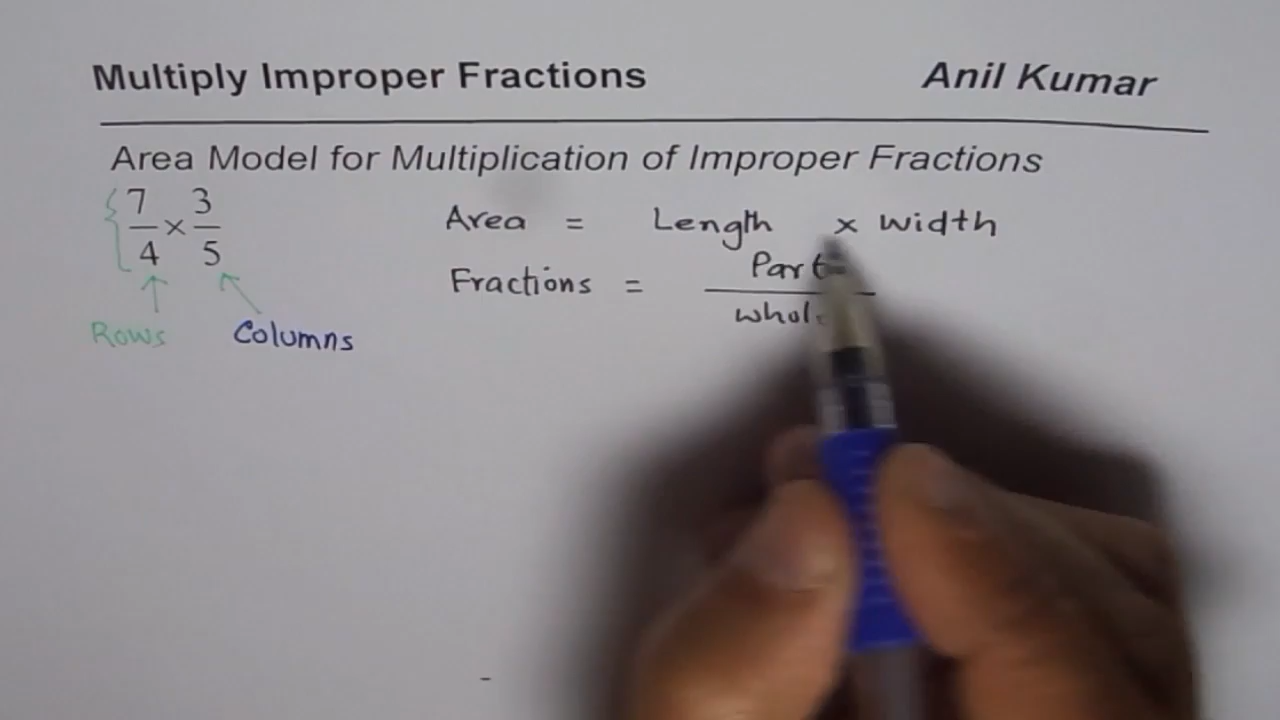 Multiply Improper Fractions Anil Kumar
Area Model for Multiplication of Improper Fractions
7/4 × 3/5 Area = Length × Width
Fractions = Part/
Rows Columns